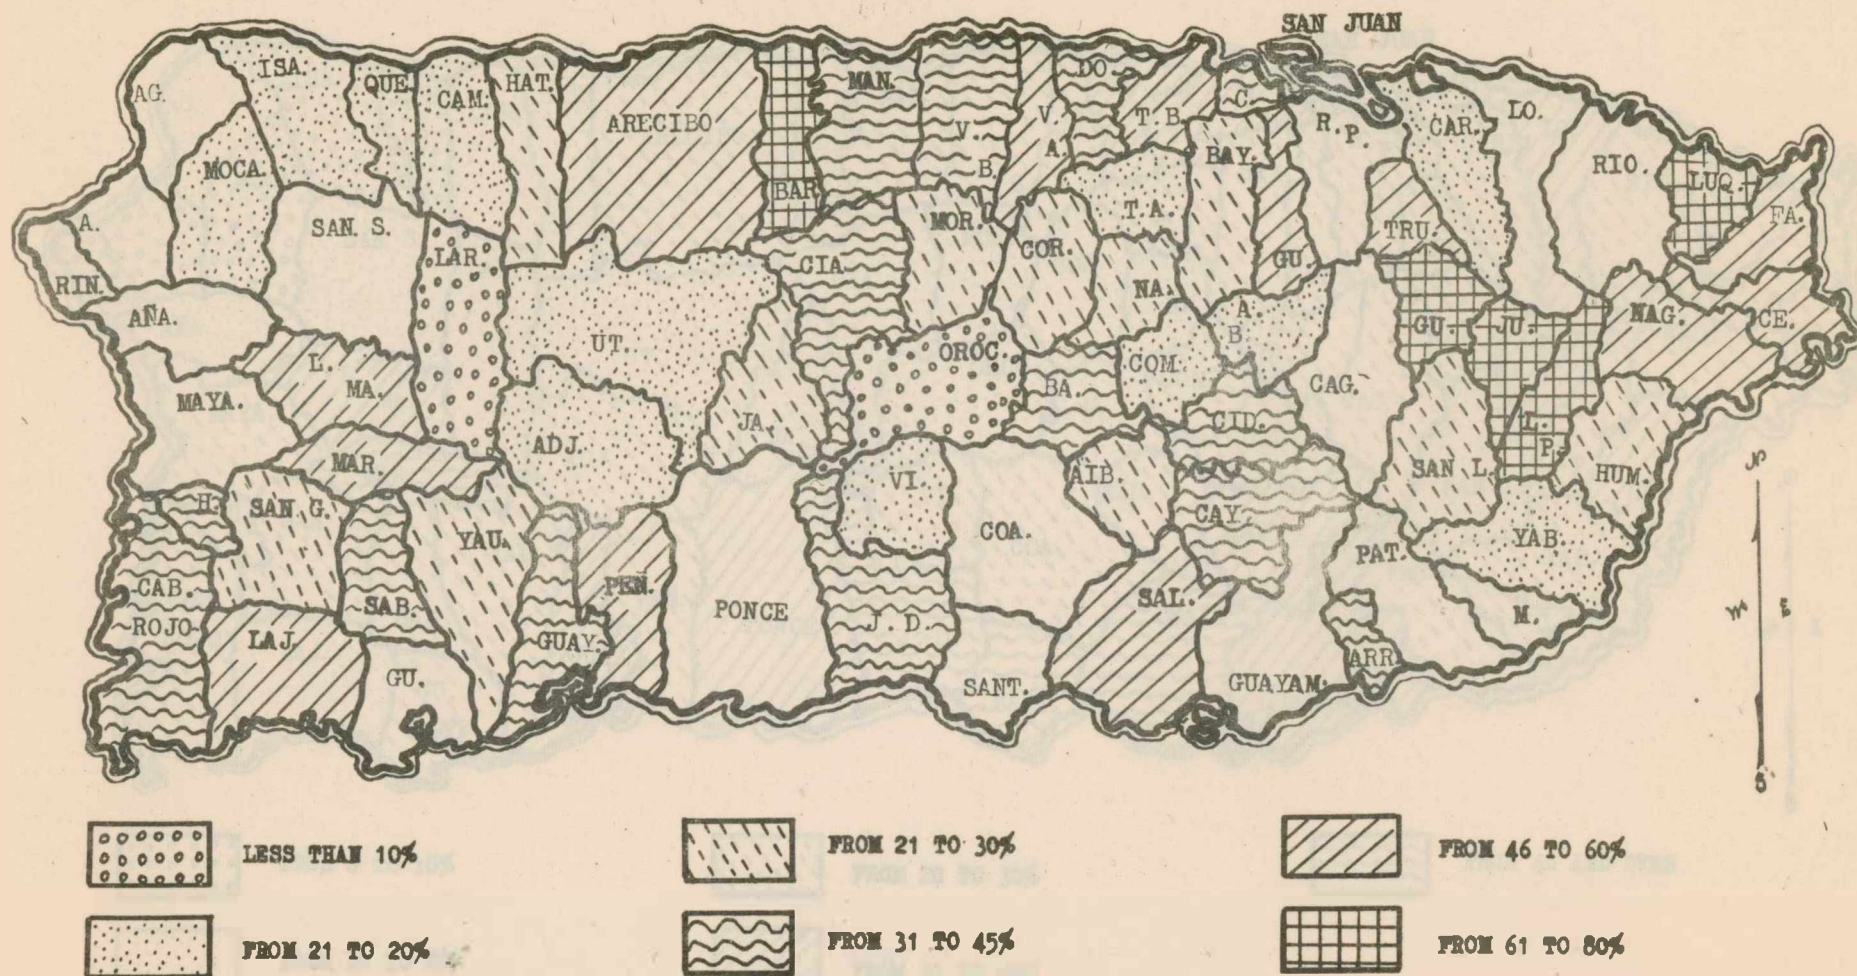 SAN JUAN
AG.
ISA.
QUE.
CAM.
HAT.
ARECIBO
BAR
MAN.
V.
B.
V.
A.
DO.
T.B.
C.
R.
P.
CAR.
LO.
RIO.
LUQ.
FA.
MOCA.
SAN. S.
LAR.
A.
RIN.
AÑA.
MAYA.
L.
MA.
MAR.
UT.
ADJ.
JA.
CIA.
MOR.
COR.
T.A.
BAY.
NA.
GU.
TRU.
OROC.
BA.
COM.
A.
B.
CID.
CAG.
GU.
JU.
NAG.
CE.
L.
P.
SAN L.
HUM.
H.
SAN G.
YAU.
CAB.
ROJO
SAB.
LAJ.
GU.
GUAY.
PEN.
PONCE
VI.
J. D.
COA.
AIB.
SANT.
SAL.
CAY.
GUAYAM.
PAT.
ARR.
M.
YAB.
N
W
E
S
LESS THAN 10%
FROM 21 TO 30%
FROM 46 TO 60%
FROM 21 TO 20%
FROM 31 TO 45%
FROM 61 TO 80%